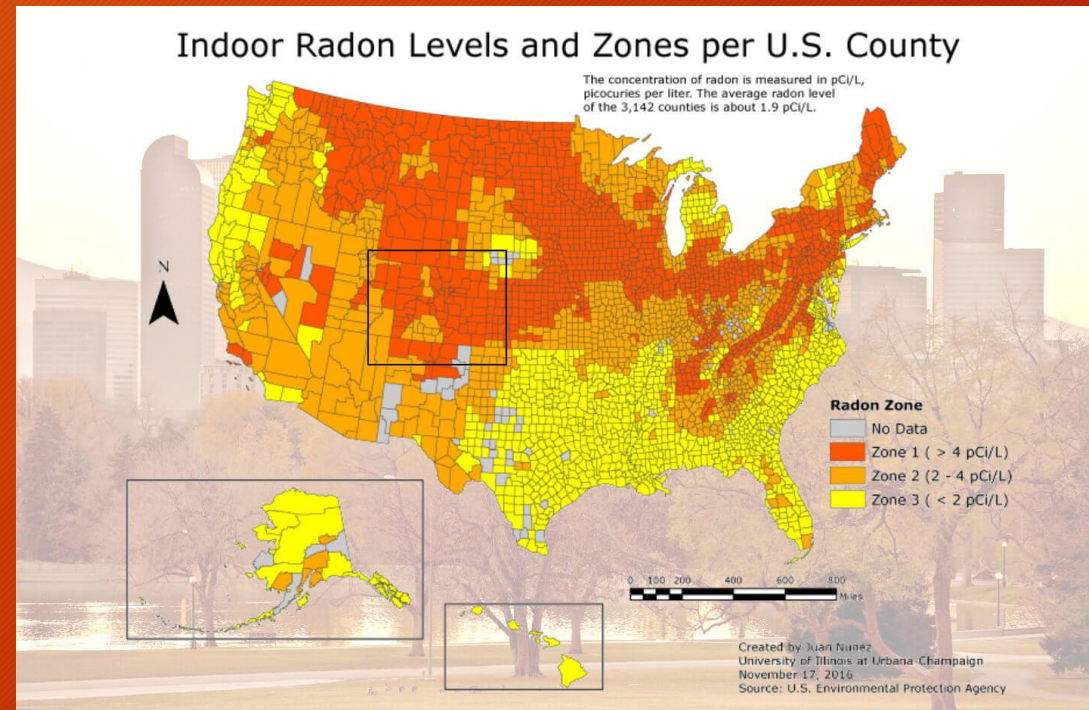 Indoor Radon Levels and Zones per U.S. County
The concentration of radon is measured in pCi/L,
picocuries per liter. The average radon level
of the 3,142 counties is about 1.9 pCi/L.
N
Radon Zone
No Data
Zone 1 ( > 4 pCi/L)
Zone 2 (2 - 4 pCi/L)
Zone 3 ( < 2 pCi/L)
0 100 200 400 600 800
Miles
Created by Juan Nunez
University of Illinois at Urbana-Champaign
November 17, 2016
Source: U.S. Environmental Protection Agency